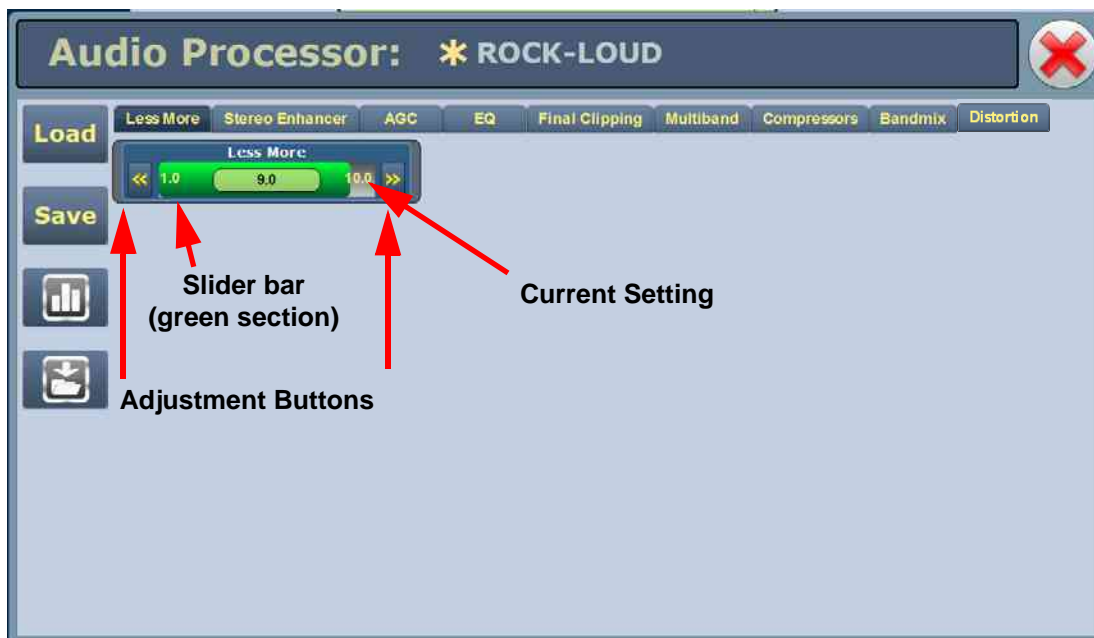 Audio Processor: * ROCK-LOUD
Load
Save
Less More Stereo Enhancer AGC EQ Final Clipping Multiband Compressors Bandmix Distortion
Less More
<< 1.0 9.0 10.0 >>
Slider bar
(green section)
Current Setting
Adjustment Buttons